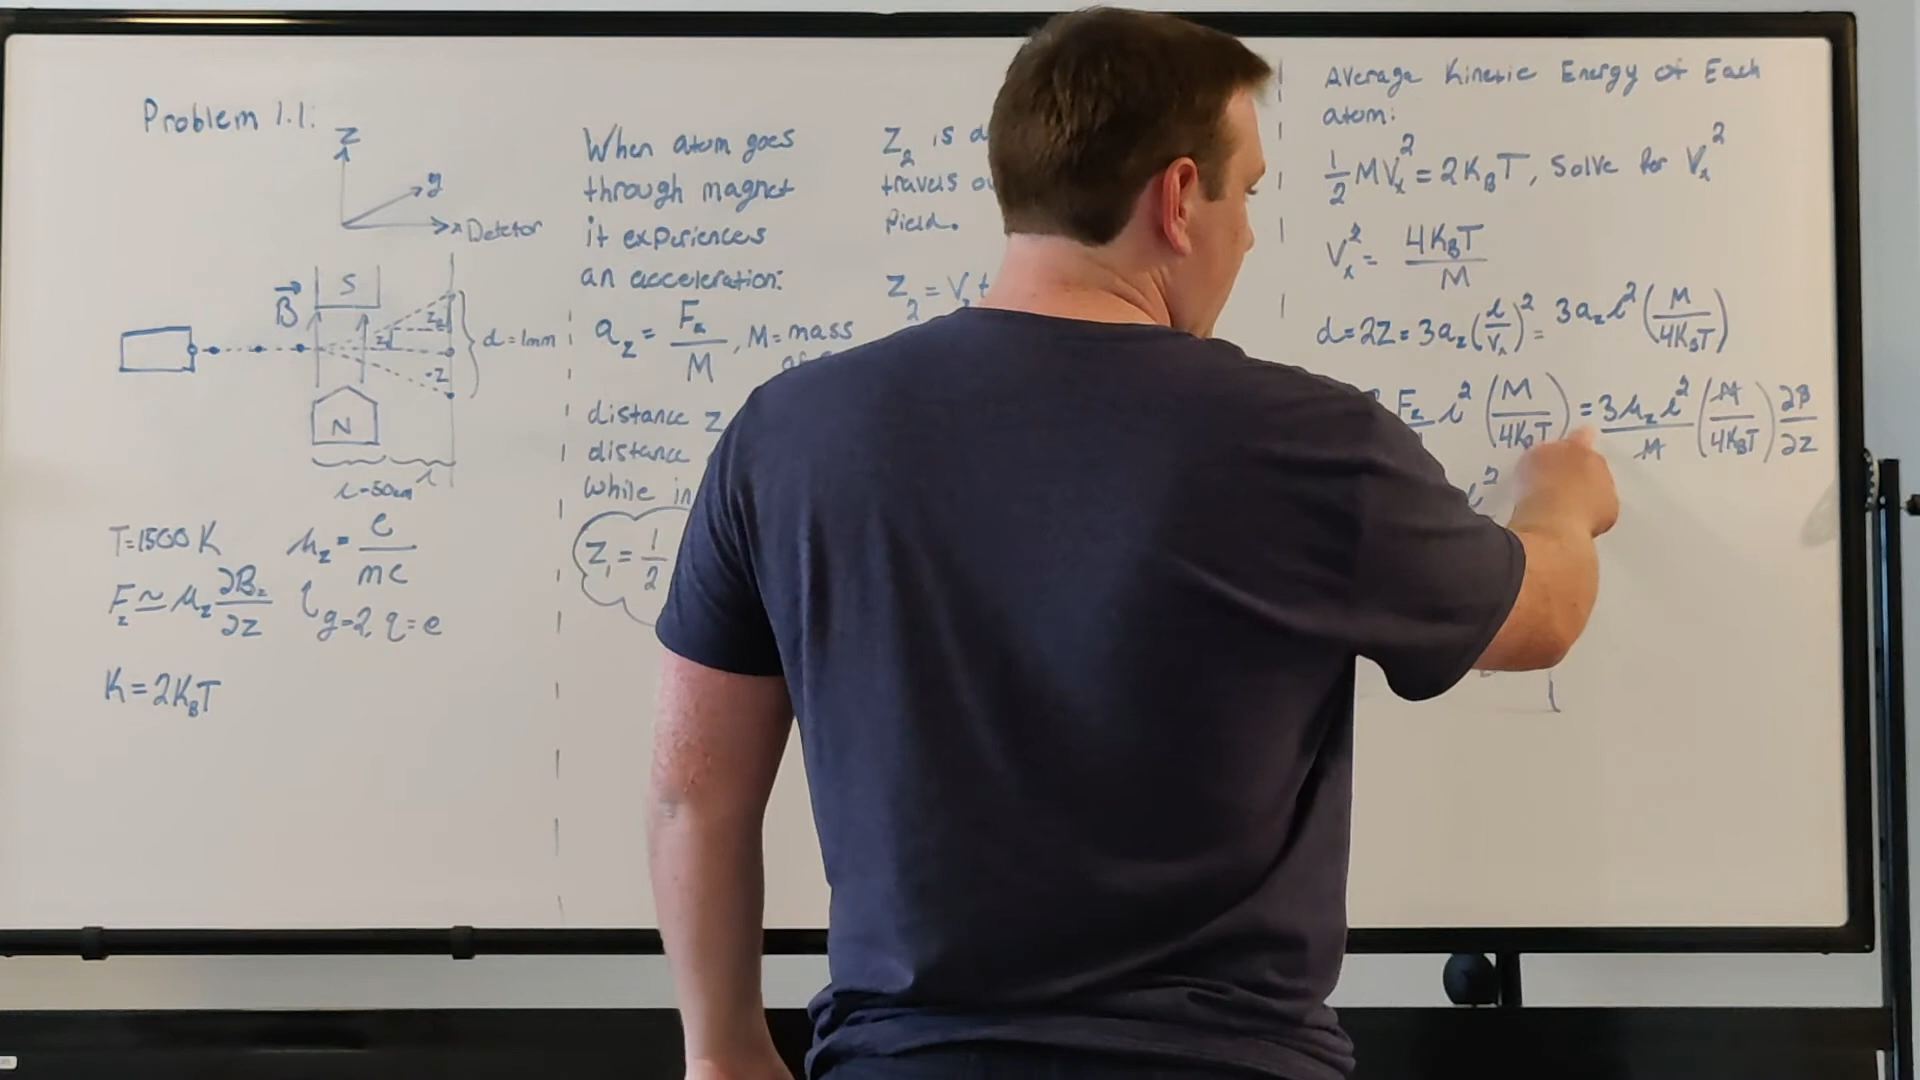 Problem 1.1:
Z
y
x Detector
S
B
Z₂
Z₁
d = 1mm
-Z
N
l=50cm
l
T=1500K
μ_z = e/mc
F_z ≃ μ_z ∂B_z/∂Z
g=2, q=e
K=2K_BT
When atom goes
through magnet
it experiences
an acceleration:
a_z = F_z/M, M=mass
distance Z
distance
while in
Z₁ = 1/2
Z₂ is
travels
field.
Z₂ = V_z t
Average Kinetic Energy of Each
atom:
1/2 MV_x² = 2K_BT, Solve for V_x²
V_x² = 4K_BT/M
d=2Z=3a_z(l/V_x)² = 3a_z l² (M/4K_BT)
F_z l² (M/4K_BT) = 3μ_z l²/M (M/4K_BT) ∂B/∂Z
l²